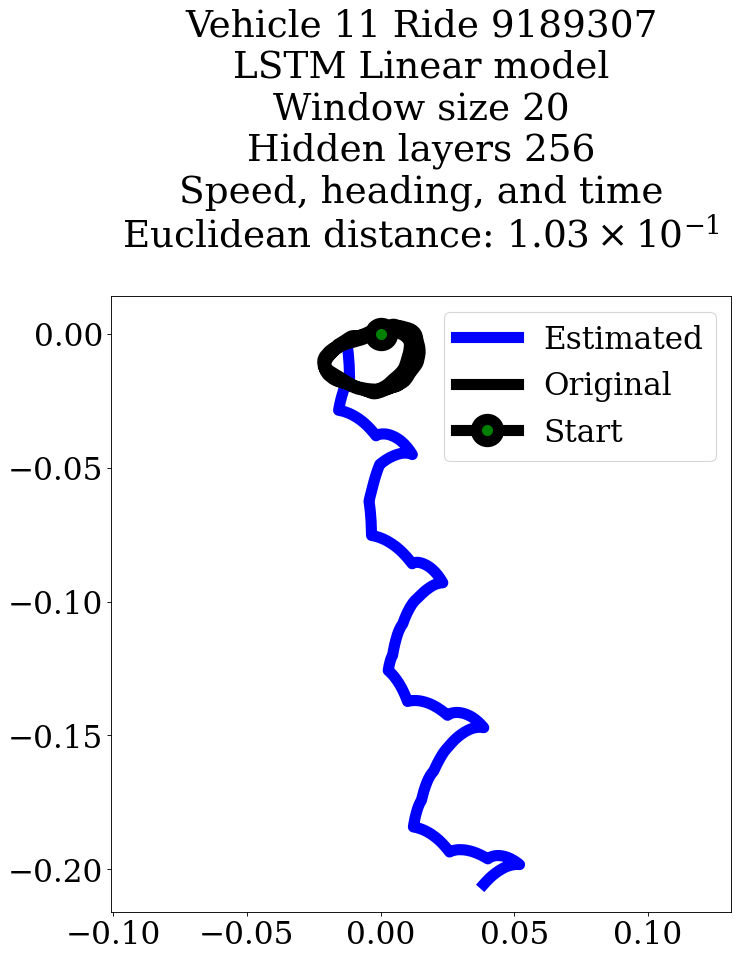 Vehicle 11 Ride 9189307
LSTM Linear model
Window size 20
Hidden layers 256
Speed, heading, and time
Euclidean distance: 1.03 × 10⁻¹
Estimated
Original
Start
0.00
−0.05
−0.10
−0.15
−0.20
−0.10 −0.05 0.00 0.05 0.10